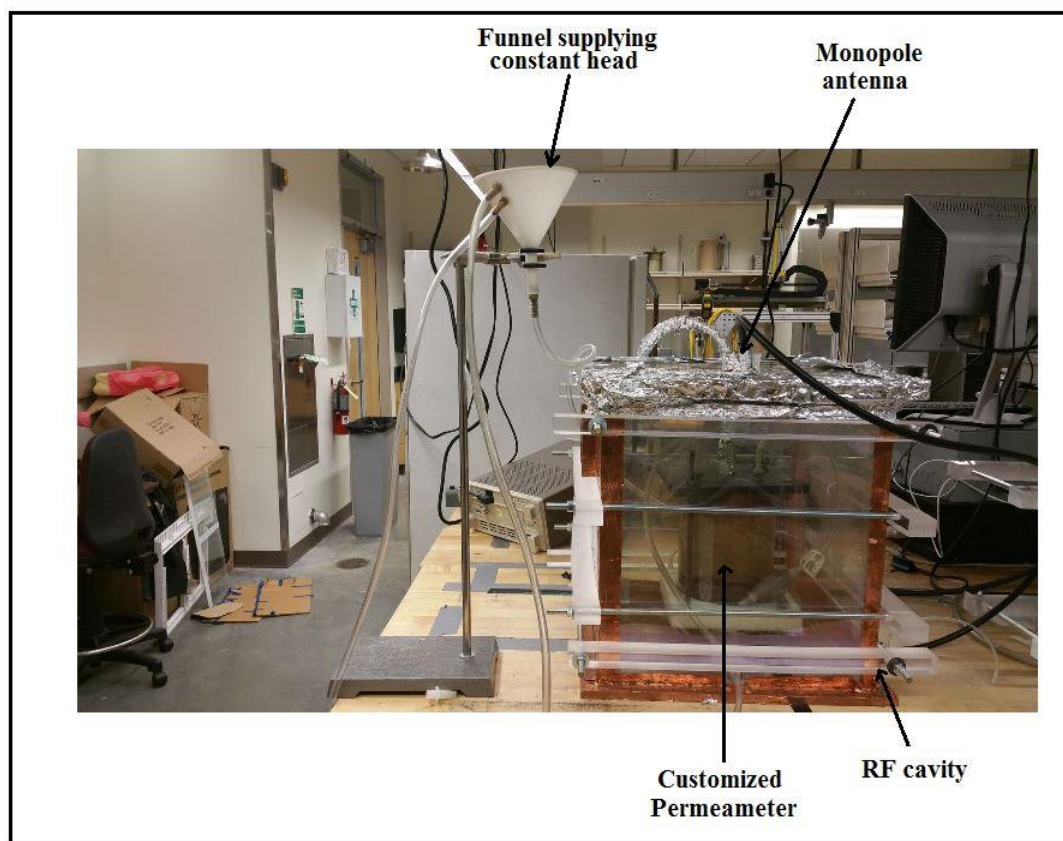 Funnel supplying
constant head
Monopole
antenna
Customized
Permeameter
RF cavity